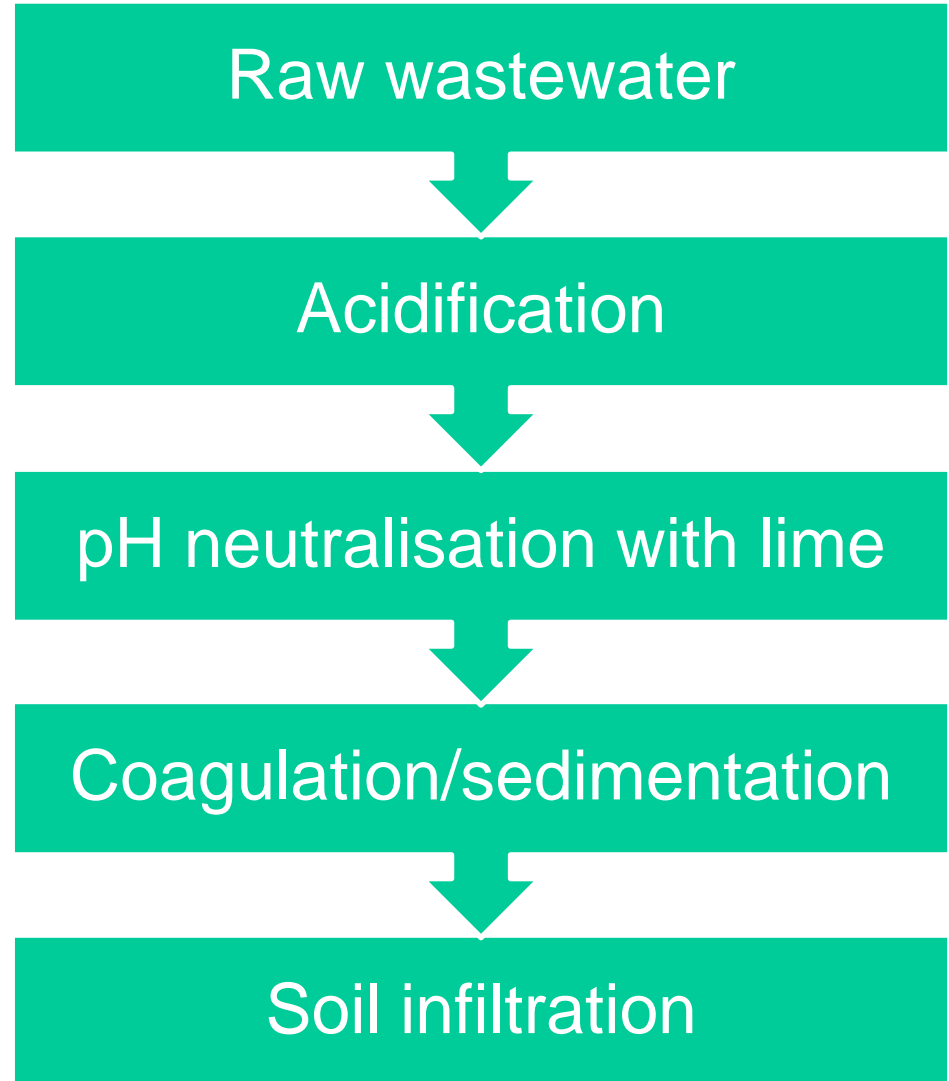 Raw wastewater
Acidification
pH neutralisation with lime
Coagulation/sedimentation
Soil infiltration